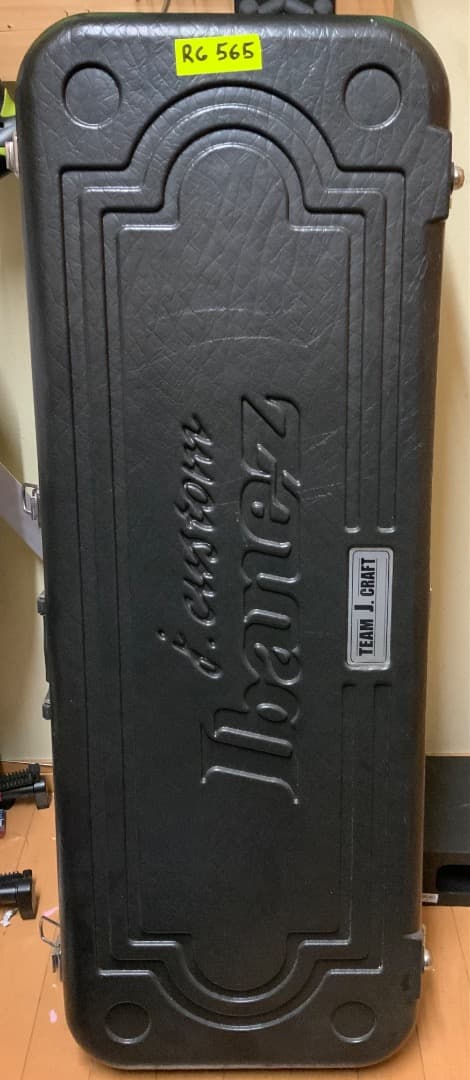 RG 565
j.custom
Ibanez
TEAM J. CRAFT